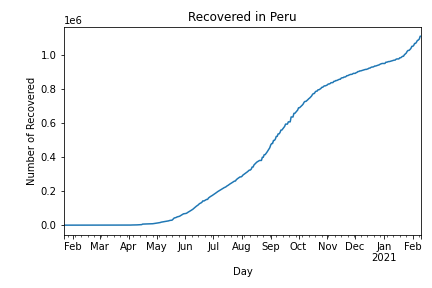 Recovered in Peru
1e6
1.0
0.8
0.6
0.4
0.2
0.0
Number of Recovered
Feb Mar Apr May Jun Jul Aug Sep Oct Nov Dec Jan Feb
2021
Day